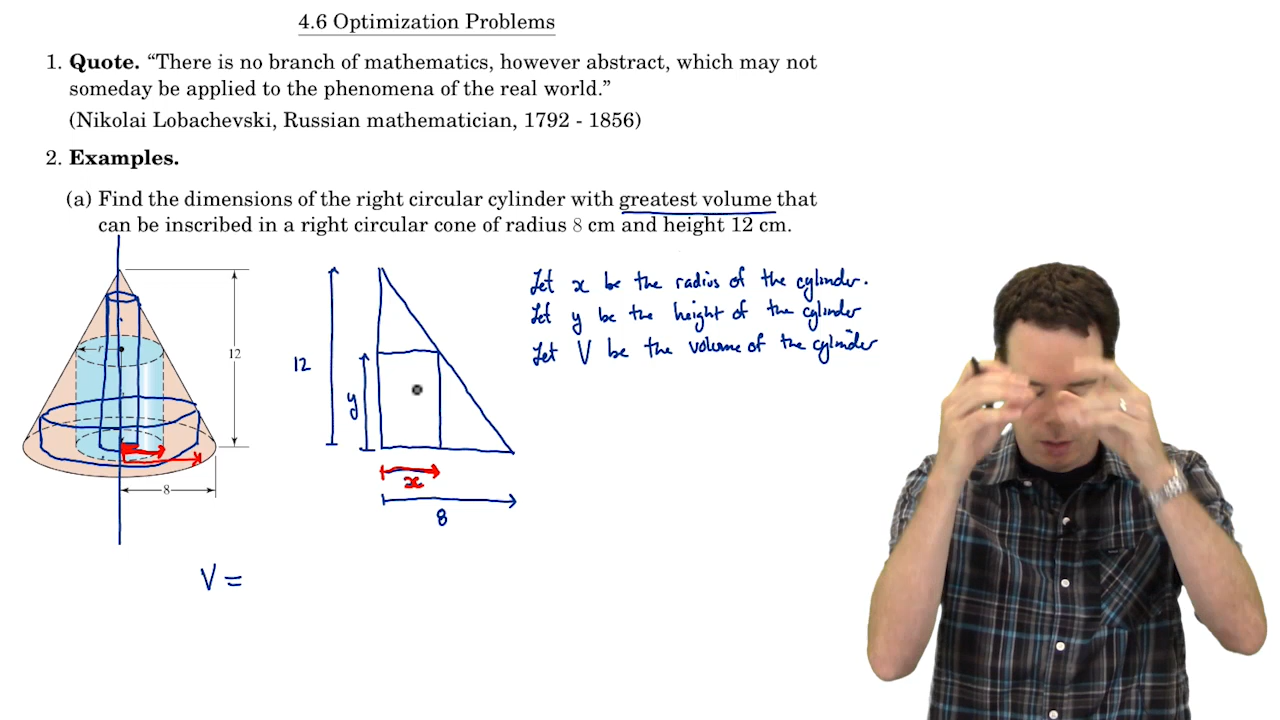 4.6 Optimization Problems
1. Quote. “There is no branch of mathematics, however abstract, which may not
someday be applied to the phenomena of the real world.”
(Nikolai Lobachevski, Russian mathematician, 1792 - 1856)
2. Examples.
(a) Find the dimensions of the right circular cylinder with greatest volume that
can be inscribed in a right circular cone of radius 8 cm and height 12 cm.
Let x be the radius of the cylinder.
Let y be the height of the cylinder
Let V be the volume of the cylinder
r
12
8
12
y
x
8
V =